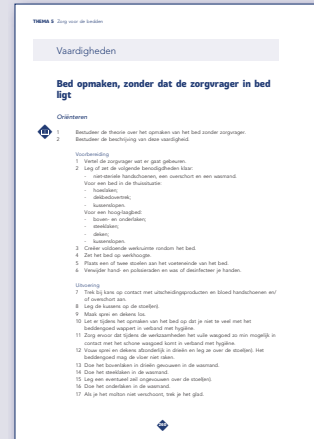 THEMA 5 Zorg voor de bedden
Vaardigheden
Bed opmaken, zonder dat de zorgvrager in bed
ligt
Oriënteren
1 Bestudeer de theorie over het opmaken van het bed zonder zorgvrager.
2 Bestudeer de beschrijving van deze vaardigheid.
Voorbereiding
1 Vertel de zorgvrager wat er gaat gebeuren.
2 Leg of zet de volgende benodigdheden klaar:
- niet-steriele handschoenen, een overschort en een wasmand.
Voor een bed in de thuissituatie:
- hoeslaken;
- dekbedovertrek;
- kussenslopen.
Voor een hoog-laagbed:
- boven- en onderlaken;
- steeklaken;
- deken;
- kussenslopen.
3 Creëer voldoende werkruimte rondom het bed.
4 Zet het bed op werkhoogte.
5 Plaats een of twee stoelen aan het voeteneinde van het bed.
6 Verwijder hand- en polssieraden en was of desinfecteer je handen.
Uitvoering
7 Trek bij kans op contact met uitscheidingsproducten en bloed handschoenen en/
of overschort aan.
8 Leg de kussens op de stoel(en).
9 Maak sprei en dekens los.
10 Let er tijdens het opmaken van het bed op dat je niet te veel met het
beddengoed wappert in verband met hygiëne.
11 Zorg ervoor dat tijdens de werkzaamheden het vuile wasgoed zo min mogelijk in
contact met het schone wasgoed komt in verband met hygiëne.
12 Vouw sprei en dekens afzonderlijk in drieën en leg ze over de stoel(en). Het
beddengoed mag de vloer niet raken.
13 Doe het bovenlaken in drieën gevouwen in de wasmand.
14 Doe het steeklaken in de wasmand.
15 Leg een eventueel zeil ongevouwen over de stoel(en).
16 Doe het onderlaken in de wasmand.
17 Als je het molton niet verschoont, trek je het glad.